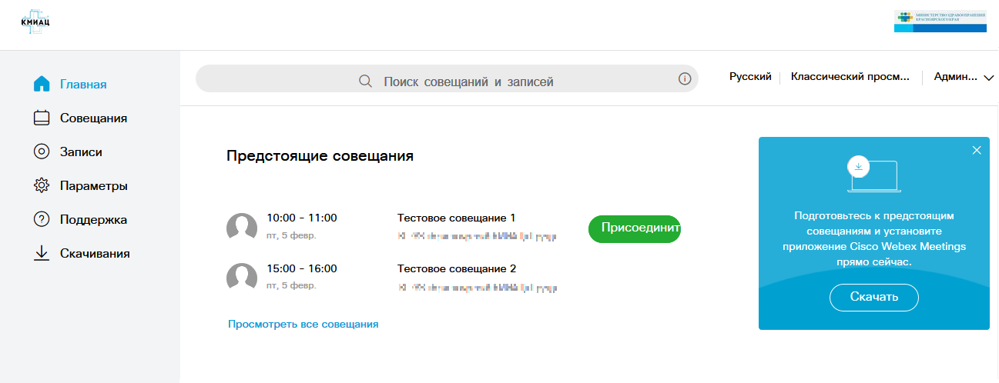 КМИАЦ
МИНИСТЕРСТВО ЗДРАВООХРАНЕНИЯ
КРАСНОЯРСКОГО КРАЯ
Главная
Совещания
Записи
Параметры
Поддержка
Скачивания
Поиск совещаний и записей
Русский
Классический просм...
Админ...
Предстоящие совещания
10:00 - 11:00
Тестовое совещание 1
пт, 5 февр.
Присоединит
15:00 - 16:00
Тестовое совещание 2
пт, 5 февр.
Просмотреть все совещания
Подготовьтесь к предстоящим
совещаниям и установите
приложение Cisco Webex Meetings
прямо сейчас.
Скачать